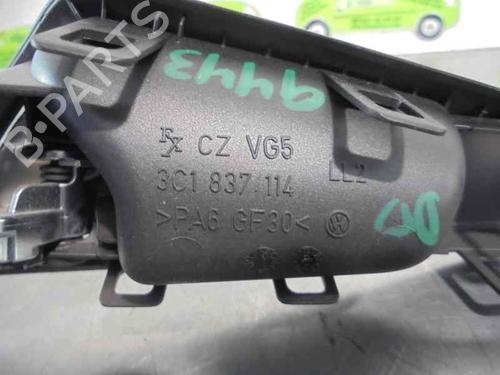 9443
CZ VG5
3C1 837 114 LL2
>PA6 GF30<
B-PARTS